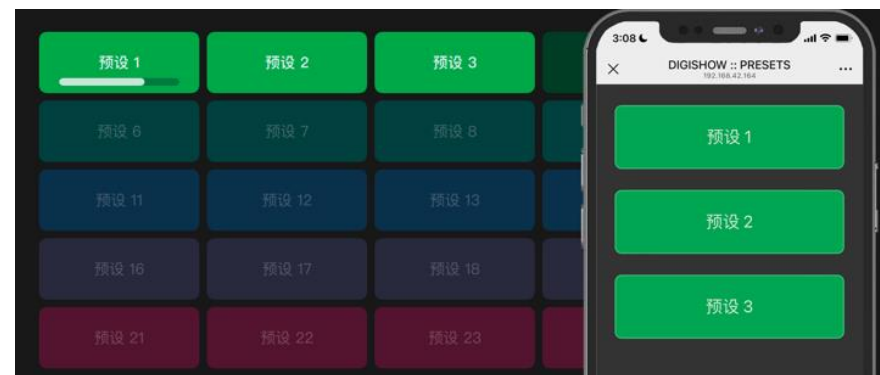 预设 1
预设 2
预设 3
预设 6
预设 7
预设 8
预设 11
预设 12
预设 13
预设 16
预设 17
预设 18
预设 21
预设 22
预设 23
3:08
DIGISHOW :: PRESETS
192.168.42.164
预设 1
预设 2
预设 3